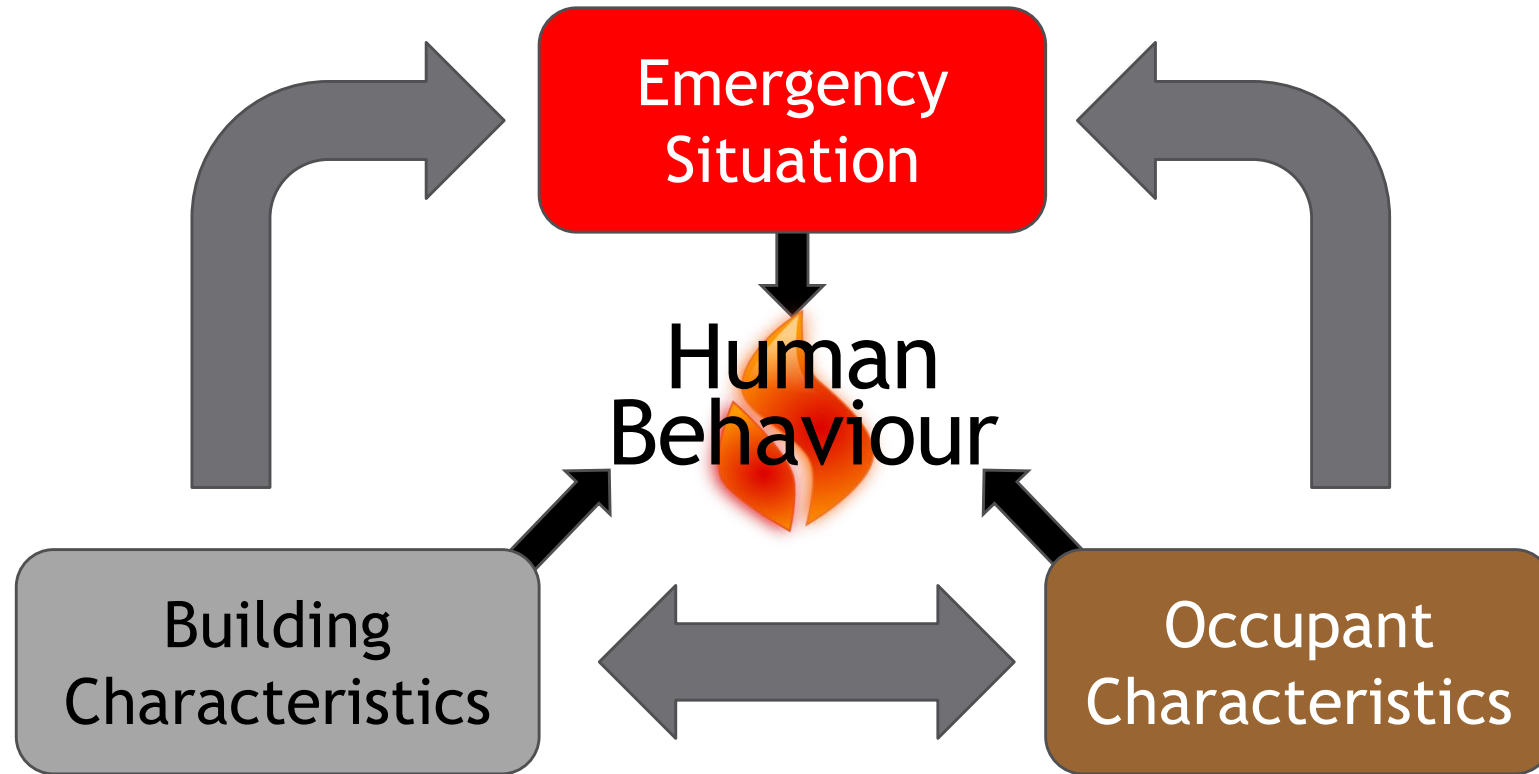 Emergency
Situation
Human
Behaviour
Building
Characteristics
Occupant
Characteristics